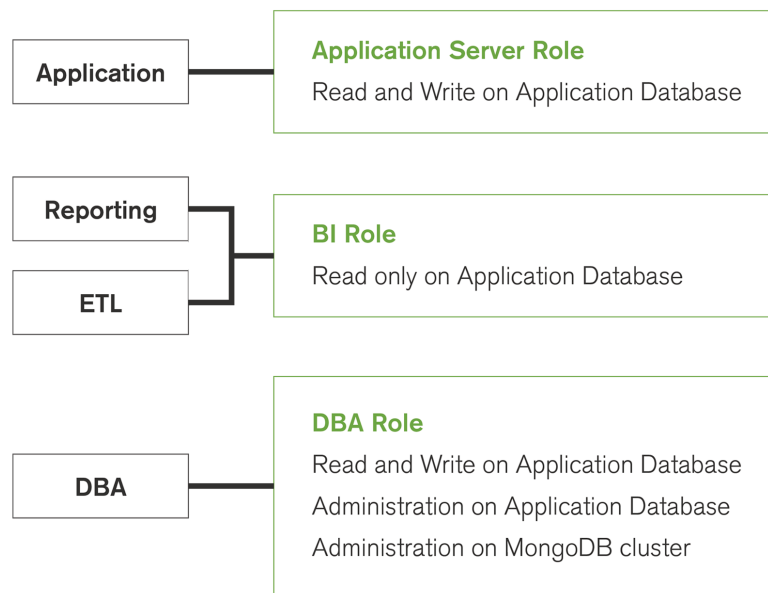 Application
Application Server Role
Read and Write on Application Database
Reporting
ETL
BI Role
Read only on Application Database
DBA
DBA Role
Read and Write on Application Database
Administration on Application Database
Administration on MongoDB cluster